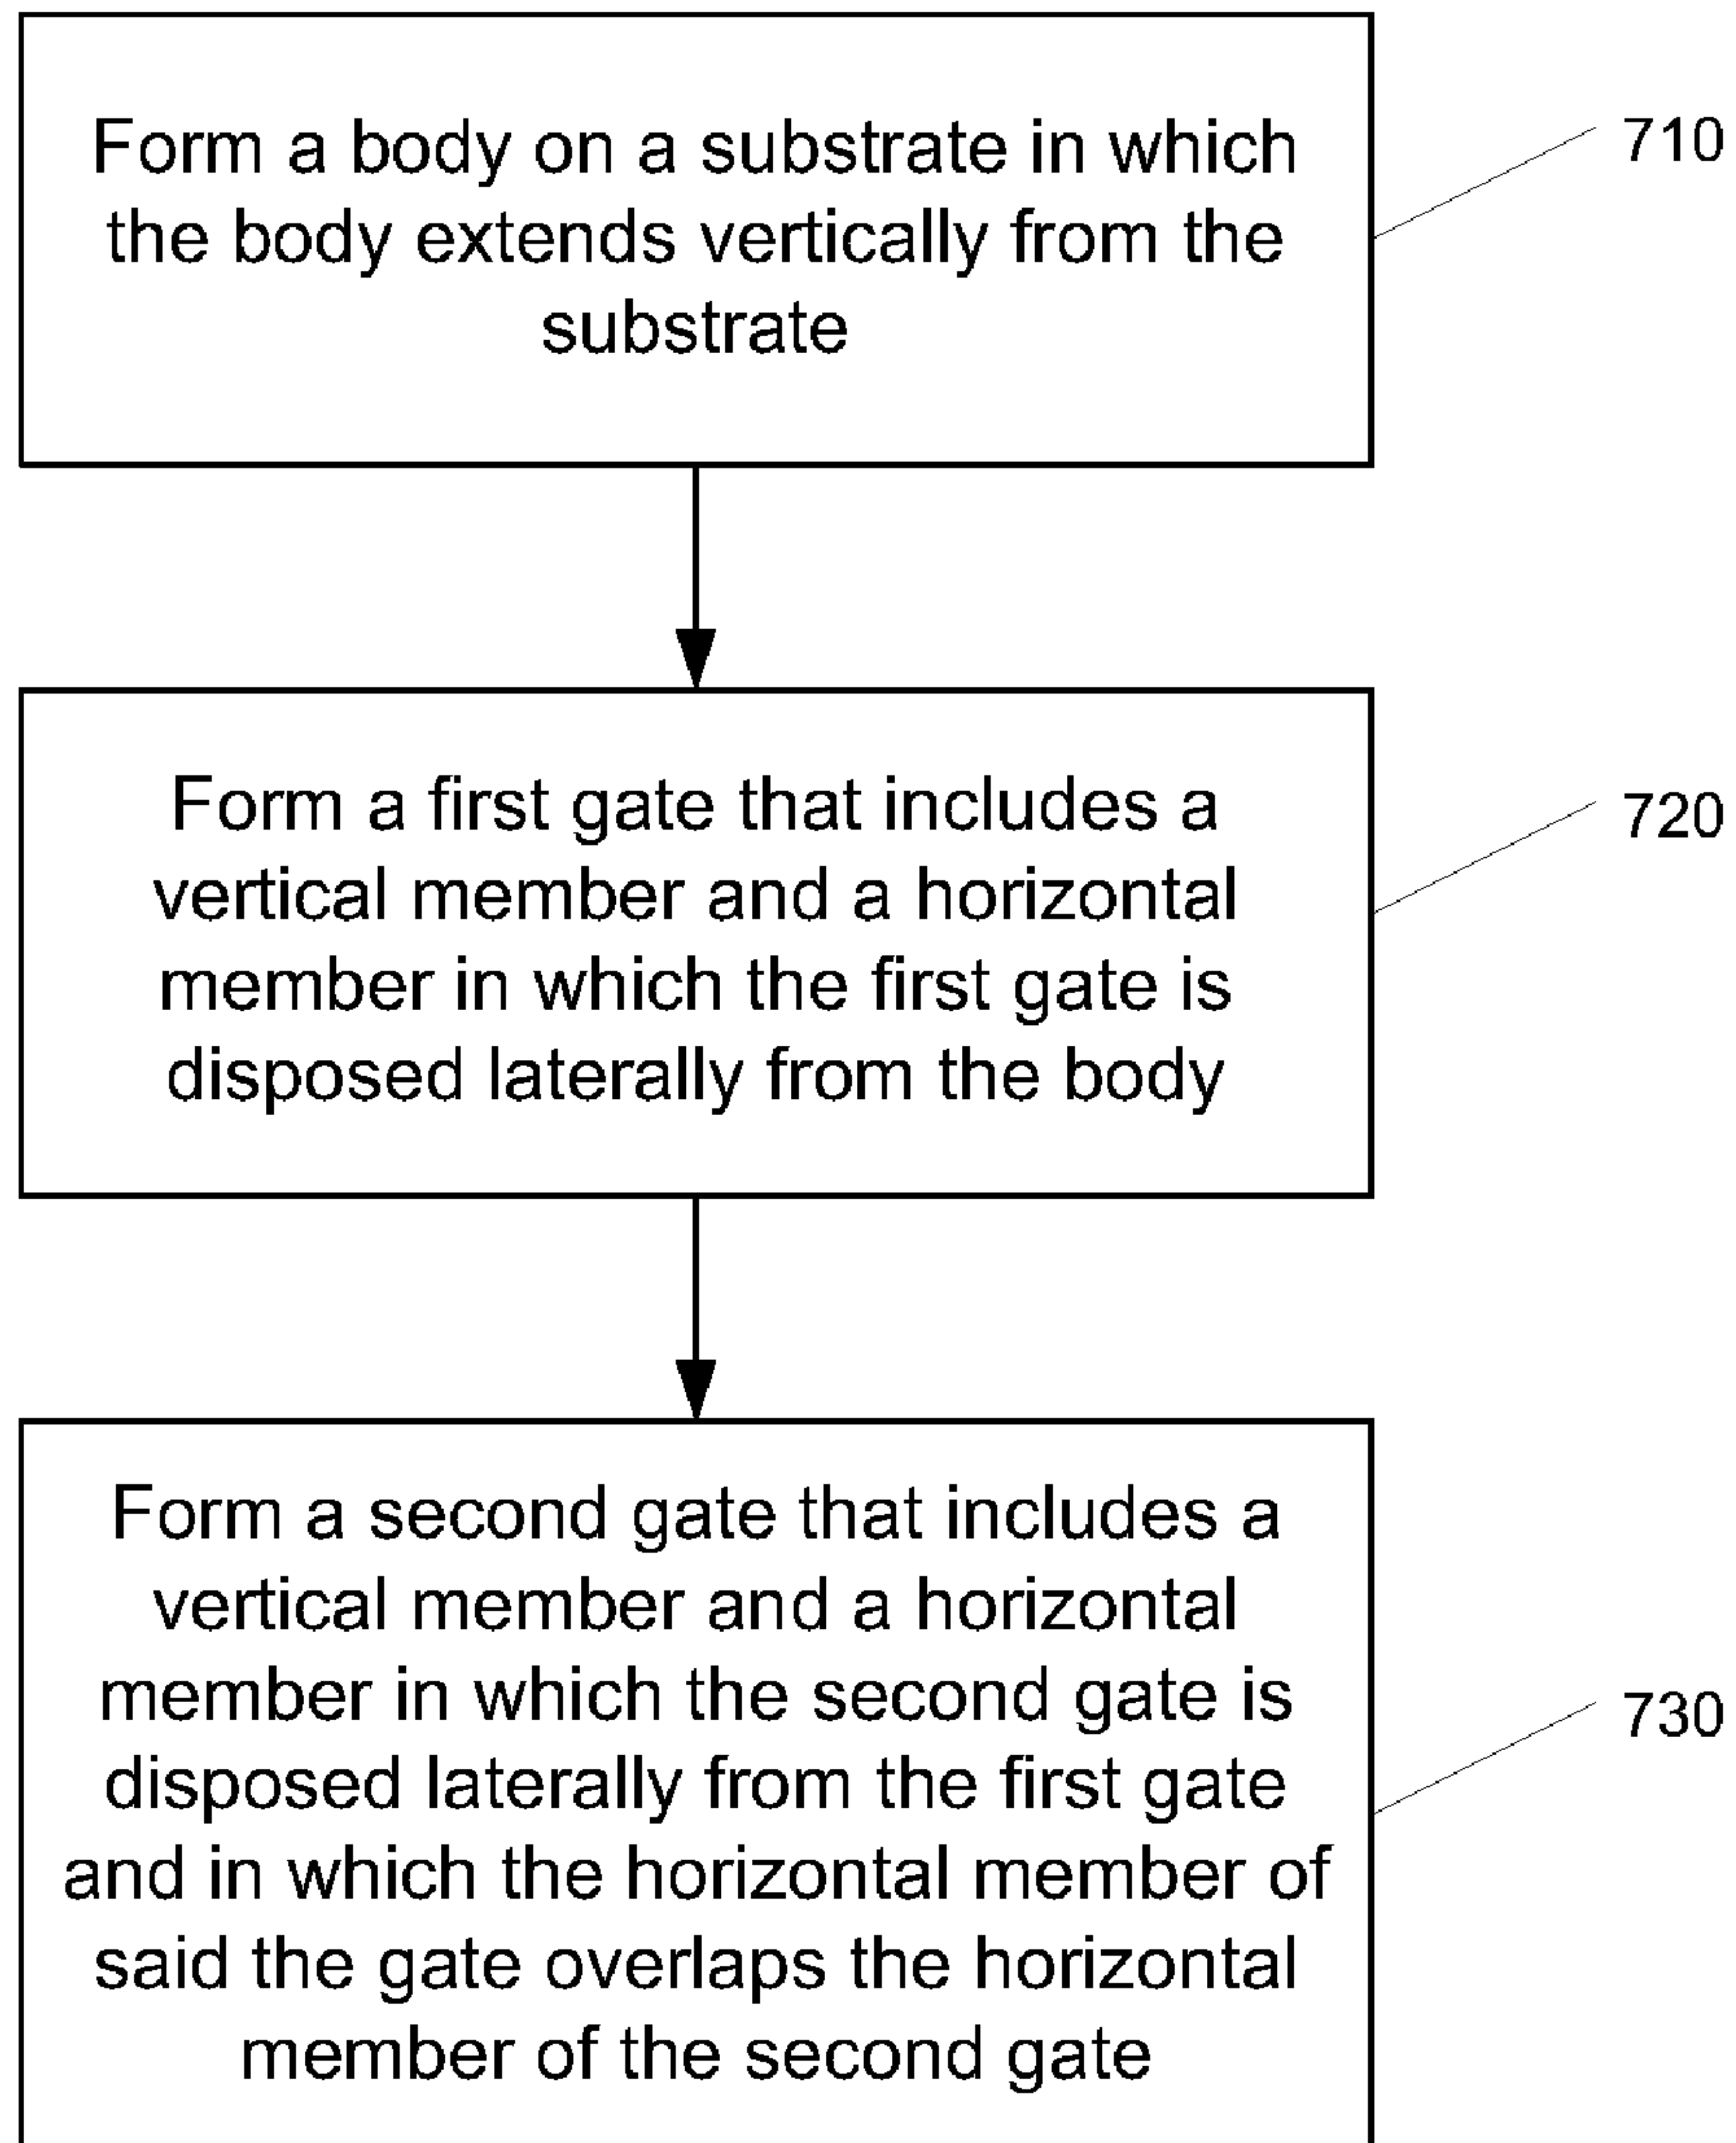 Form a body on a substrate in which
the body extends vertically from the
substrate
710
Form a first gate that includes a
vertical member and a horizontal
member in which the first gate is
disposed laterally from the body
720
Form a second gate that includes a
vertical member and a horizontal
member in which the second gate is
disposed laterally from the first gate
and in which the horizontal member of
said the gate overlaps the horizontal
member of the second gate
730